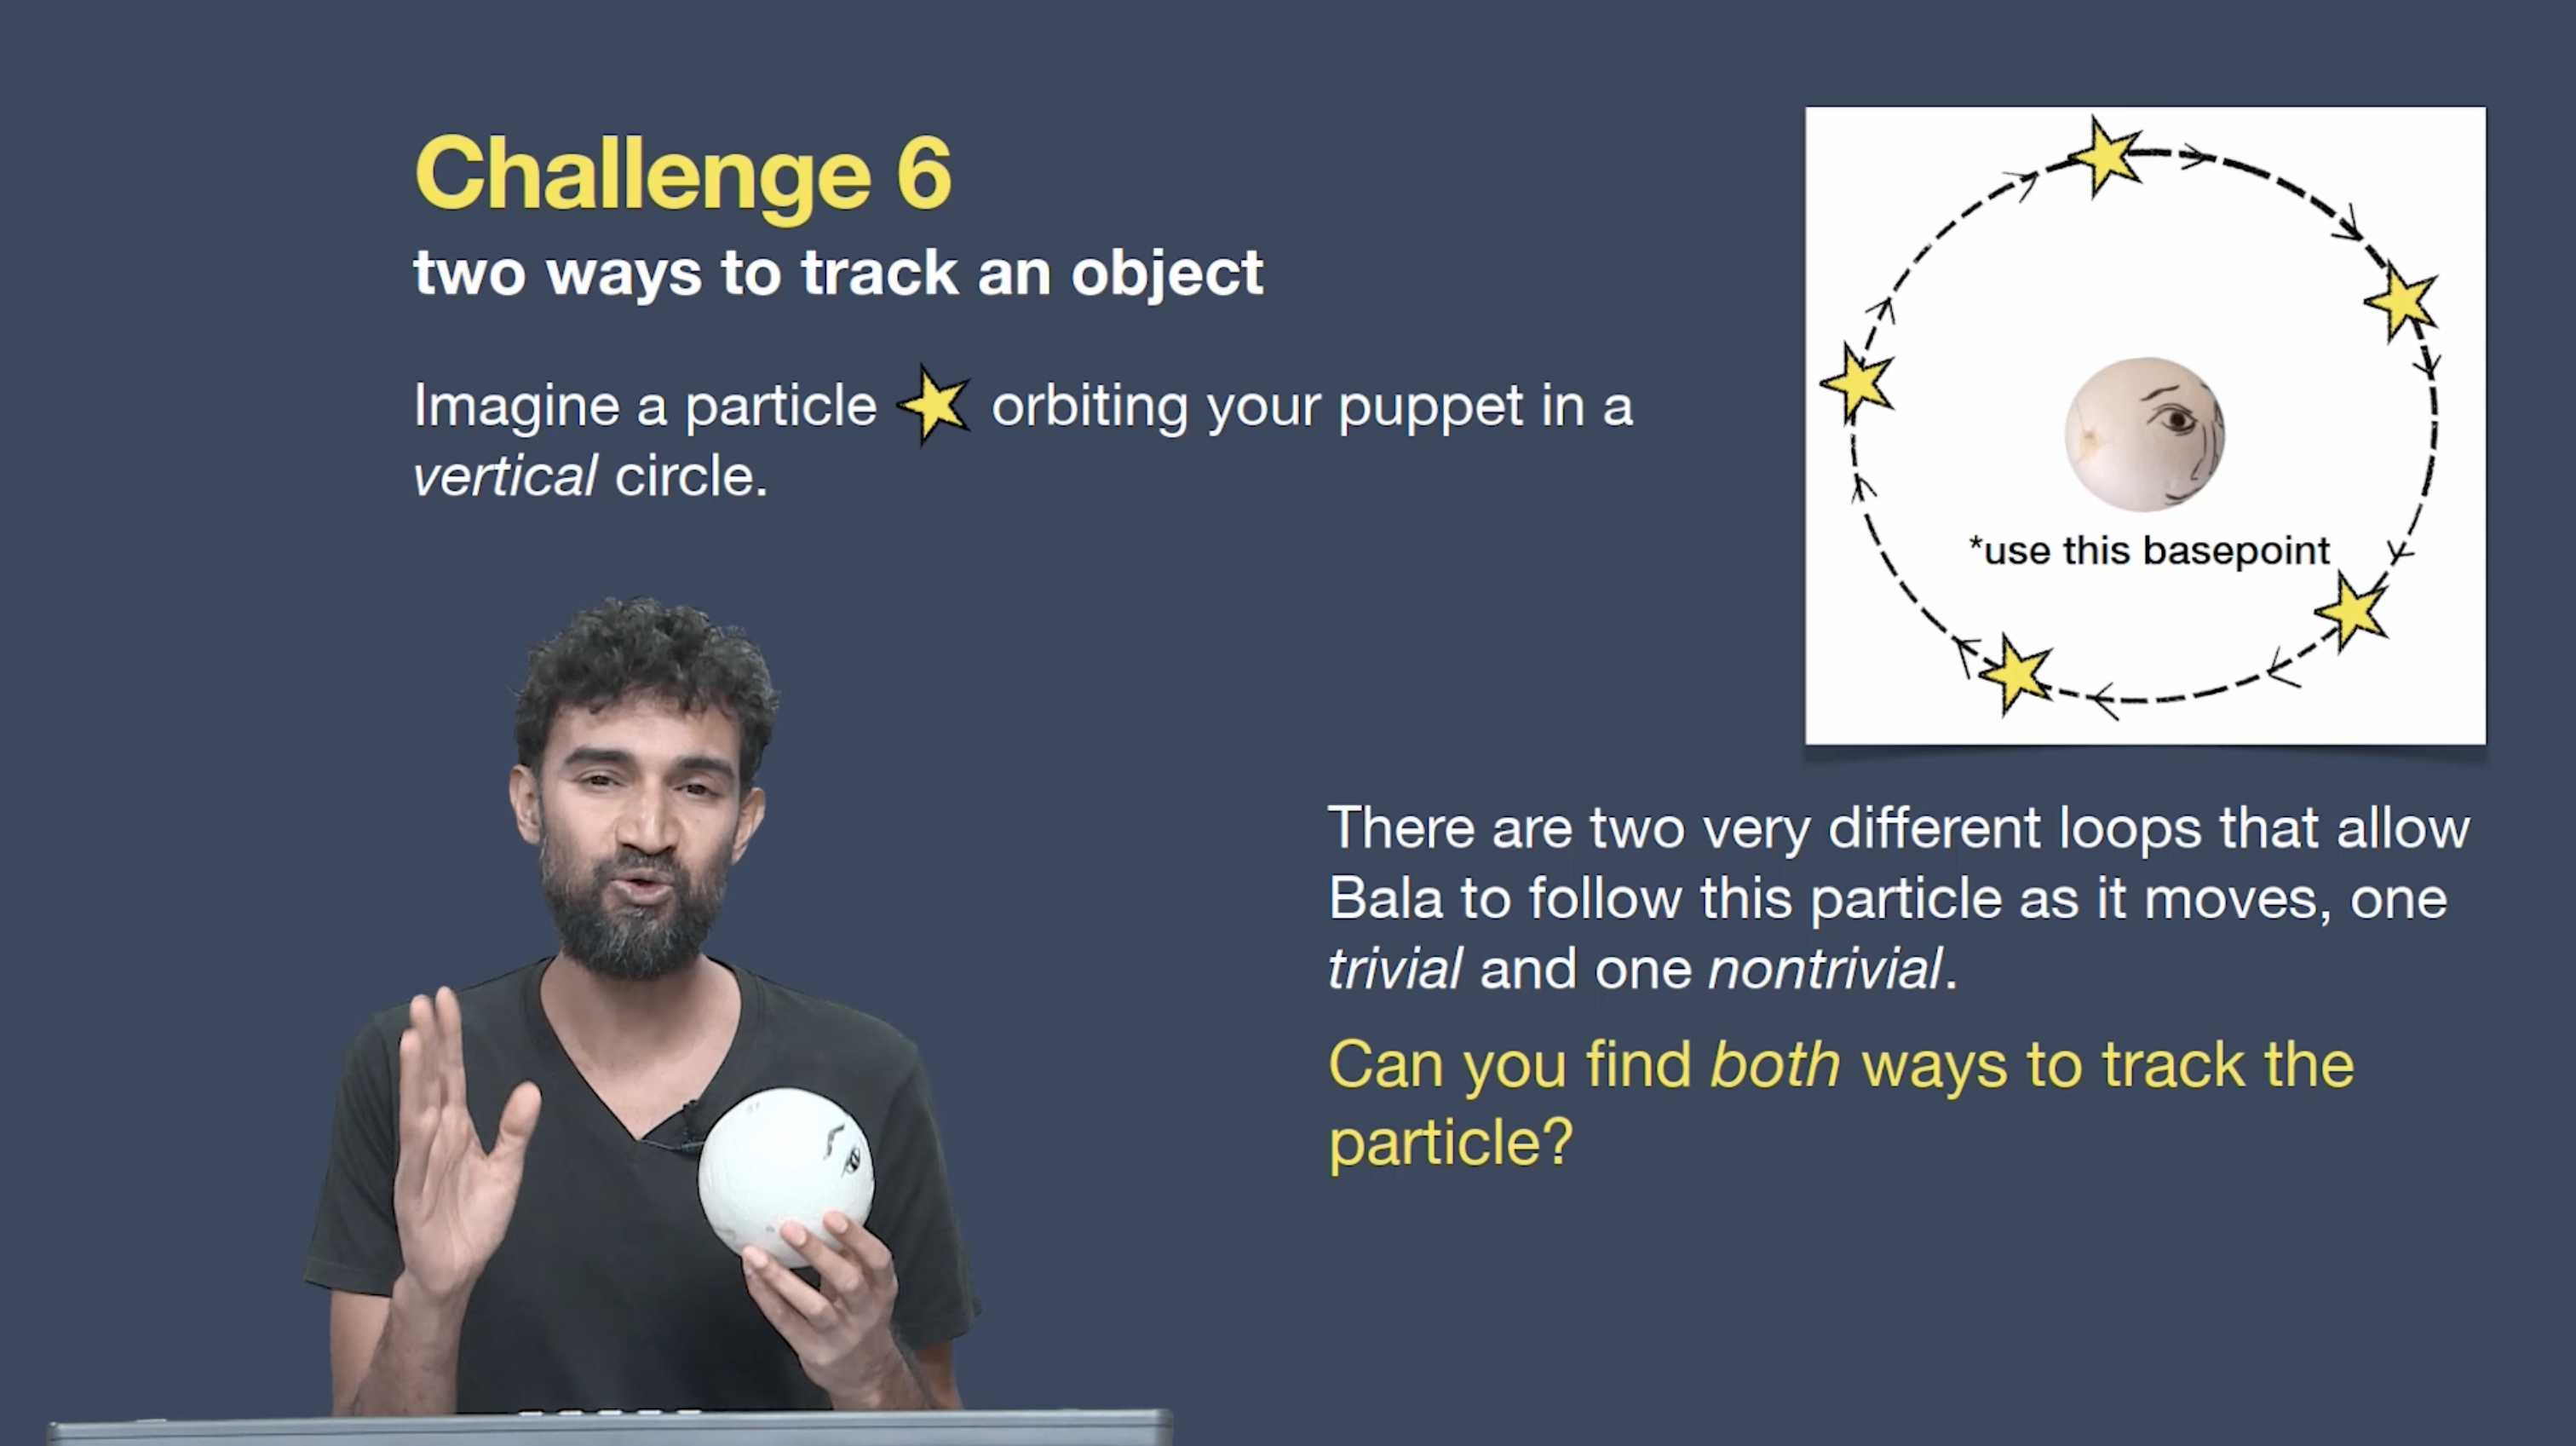 Challenge 6
two ways to track an object
Imagine a particle orbiting your puppet in a
vertical circle.
*use this basepoint
There are two very different loops that allow
Bala to follow this particle as it moves, one
trivial and one nontrivial.
Can you find both ways to track the
particle?